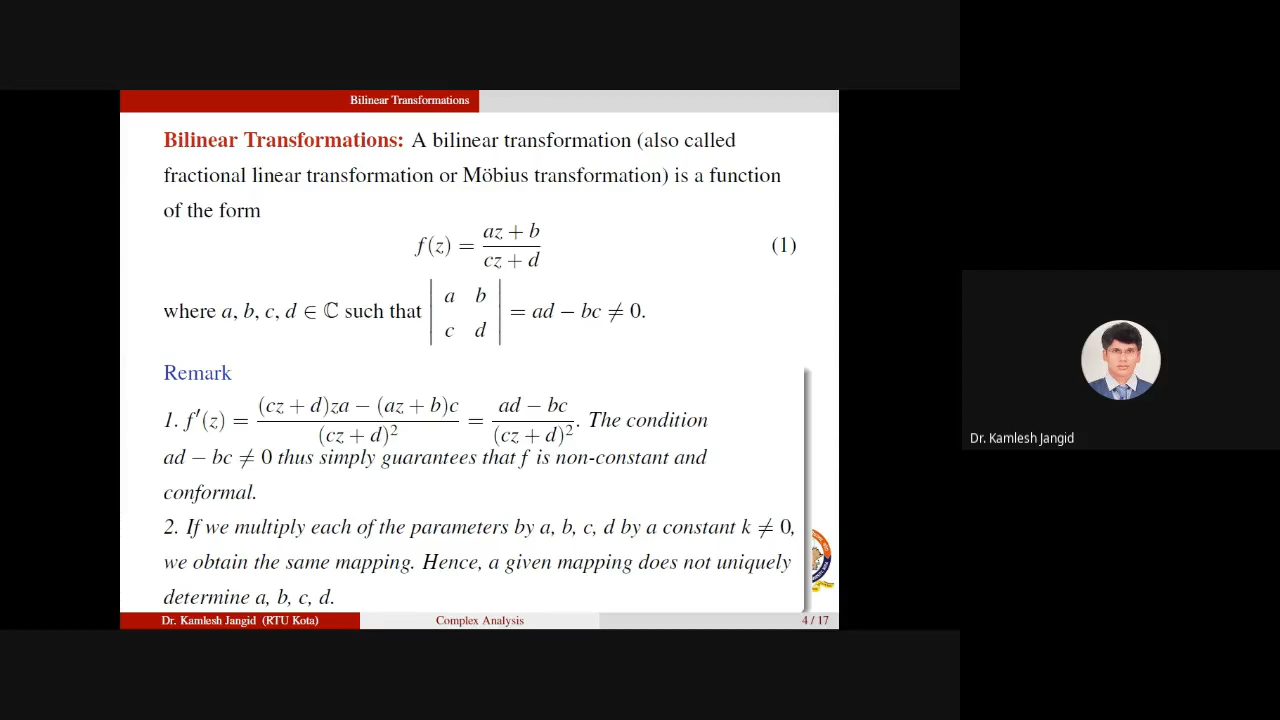 Bilinear Transformations
Bilinear Transformations: A bilinear transformation (also called
fractional linear transformation or Möbius transformation) is a function
of the form
f(z) = (az + b)/(cz + d) (1)
where a, b, c, d ∈ ℂ such that | a b ; c d | = ad − bc ≠ 0.
Remark
1. f′(z) = ((cz + d)za − (az + b)c)/(cz + d)² = (ad − bc)/(cz + d)². The condition
ad − bc ≠ 0 thus simply guarantees that f is non-constant and
conformal.
2. If we multiply each of the parameters by a, b, c, d by a constant k ≠ 0,
we obtain the same mapping. Hence, a given mapping does not uniquely
determine a, b, c, d.
Dr. Kamlesh Jangid (RTU Kota) Complex Analysis 4 / 17
Dr. Kamlesh Jangid